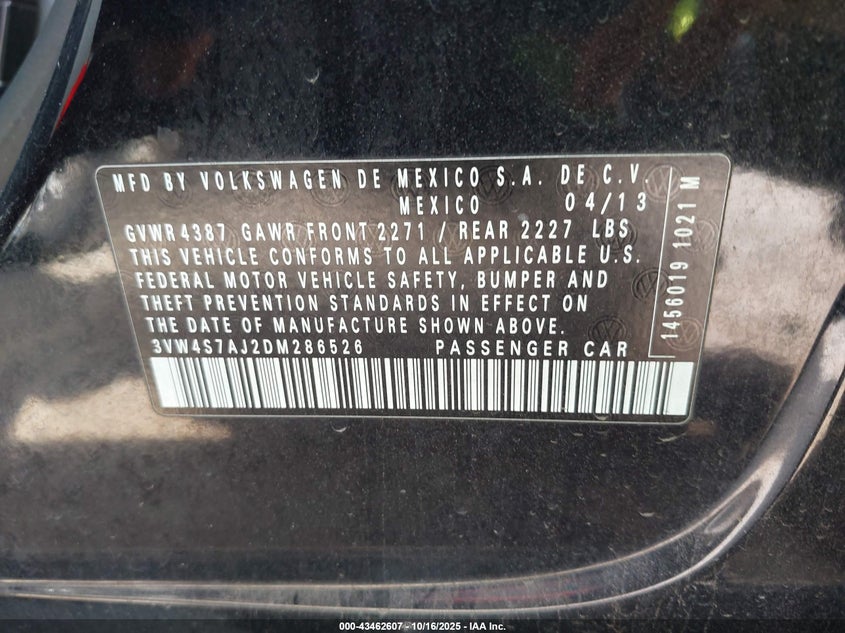 MFD BY VOLKSWAGEN DE MEXICO S.A. DE C.V.
MEXICO 04/13
GVWR 4387 GAWR FRONT 2271 / REAR 2227 LBS
THIS VEHICLE CONFORMS TO ALL APPLICABLE U.S.
FEDERAL MOTOR VEHICLE SAFETY, BUMPER AND
THEFT PREVENTION STANDARDS IN EFFECT ON
THE DATE OF MANUFACTURE SHOWN ABOVE.
3VW4S7AJ2DM286526 PASSENGER CAR
1456019 1021 M
000-43462607 - 10/16/2025 - IAA Inc.